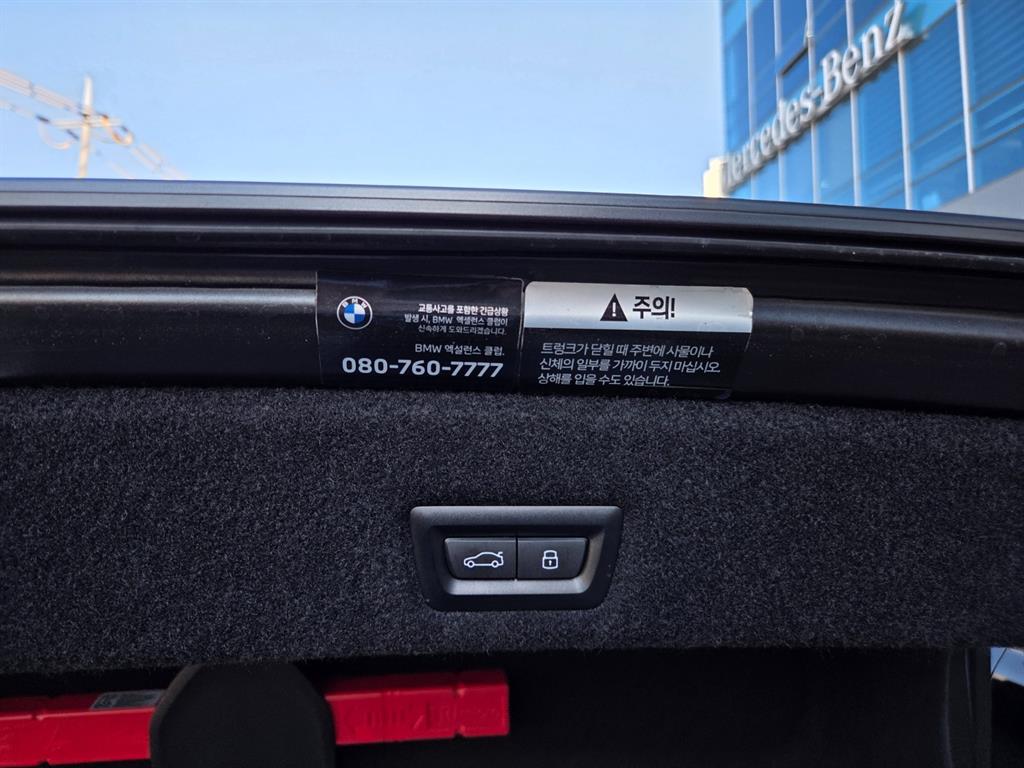 Mercedes-Benz
BMW
교통사고를 포함한 긴급상황
발생 시, BMW 엑셀런스 클럽이
신속하게 도와드리겠습니다.
BMW 엑설런스 클럽.
080-760-7777
주의!
트렁크가 닫힐 때 주변에 사물이나
신체의 일부를 가까이 두지 마십시오.
상해를 입을 수도 있습니다.